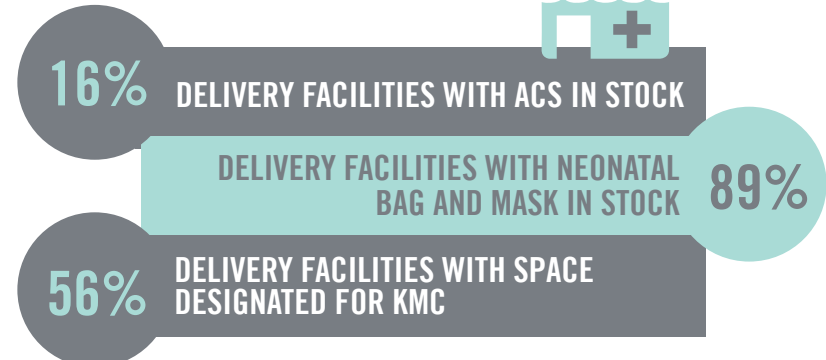 16%
DELIVERY FACILITIES WITH ACS IN STOCK
DELIVERY FACILITIES WITH NEONATAL
BAG AND MASK IN STOCK
89%
56%
DELIVERY FACILITIES WITH SPACE
DESIGNATED FOR KMC